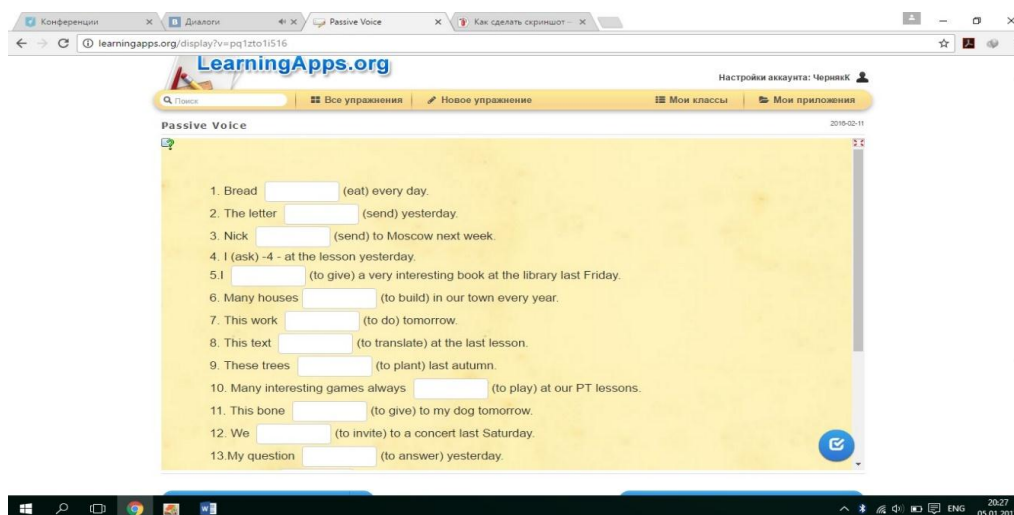 Конференции
Диалоги
Passive Voice
Как сделать скриншот –
learningapps.org/display?v=pq1zto1i516
LearningApps.org
Настройки аккаунта: ЧернякК
Поиск
Все упражнения
Новое упражнение
Мои классы
Мои приложения
Passive Voice
2016-02-11
1. Bread (eat) every day.
2. The letter (send) yesterday.
3. Nick (send) to Moscow next week.
4. I (ask) -4 - at the lesson yesterday.
5.I (to give) a very interesting book at the library last Friday.
6. Many houses (to build) in our town every year.
7. This work (to do) tomorrow.
8. This text (to translate) at the last lesson.
9. These trees (to plant) last autumn.
10. Many interesting games always (to play) at our PT lessons.
11. This bone (to give) to my dog tomorrow.
12. We (to invite) to a concert last Saturday.
13.My question (to answer) yesterday.
ENG
20:27
05.01.201